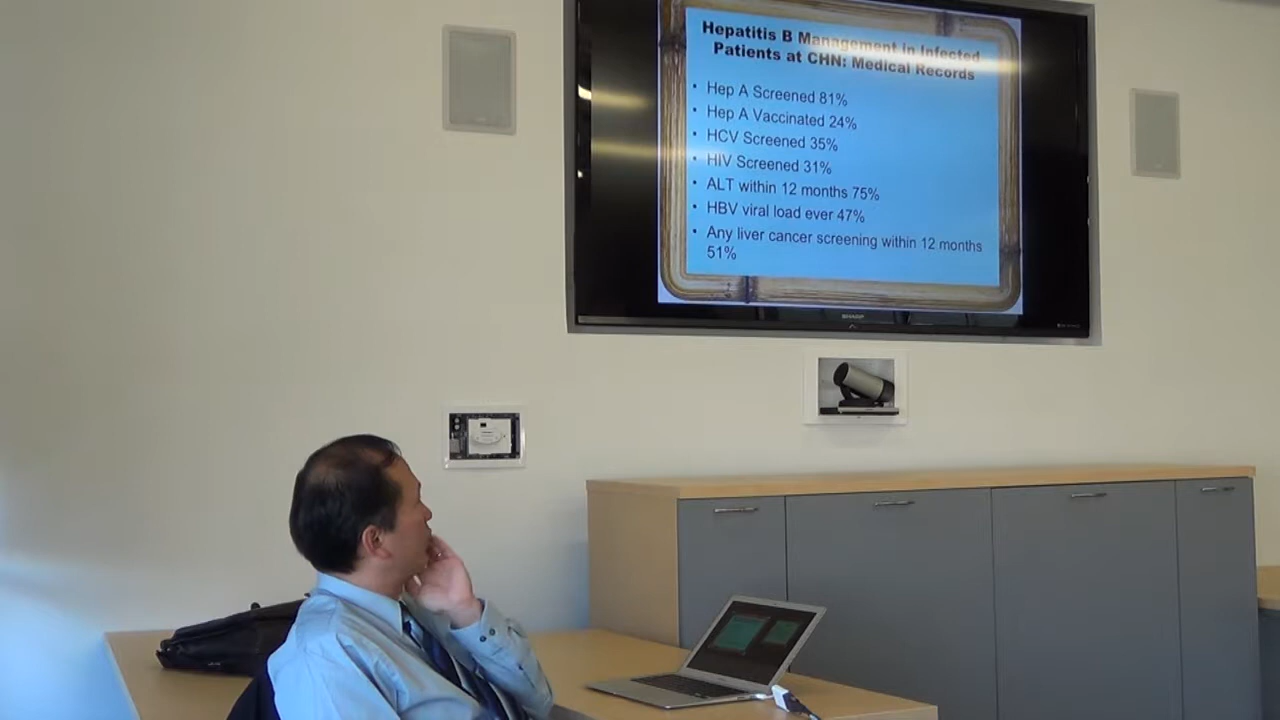 Hepatitis B Management in Infected
Patients at CHN: Medical Records
• Hep A Screened 81%
• Hep A Vaccinated 24%
• HCV Screened 35%
• HIV Screened 31%
• ALT within 12 months 75%
• HBV viral load ever 47%
• Any liver cancer screening within 12 months
51%
SHARP